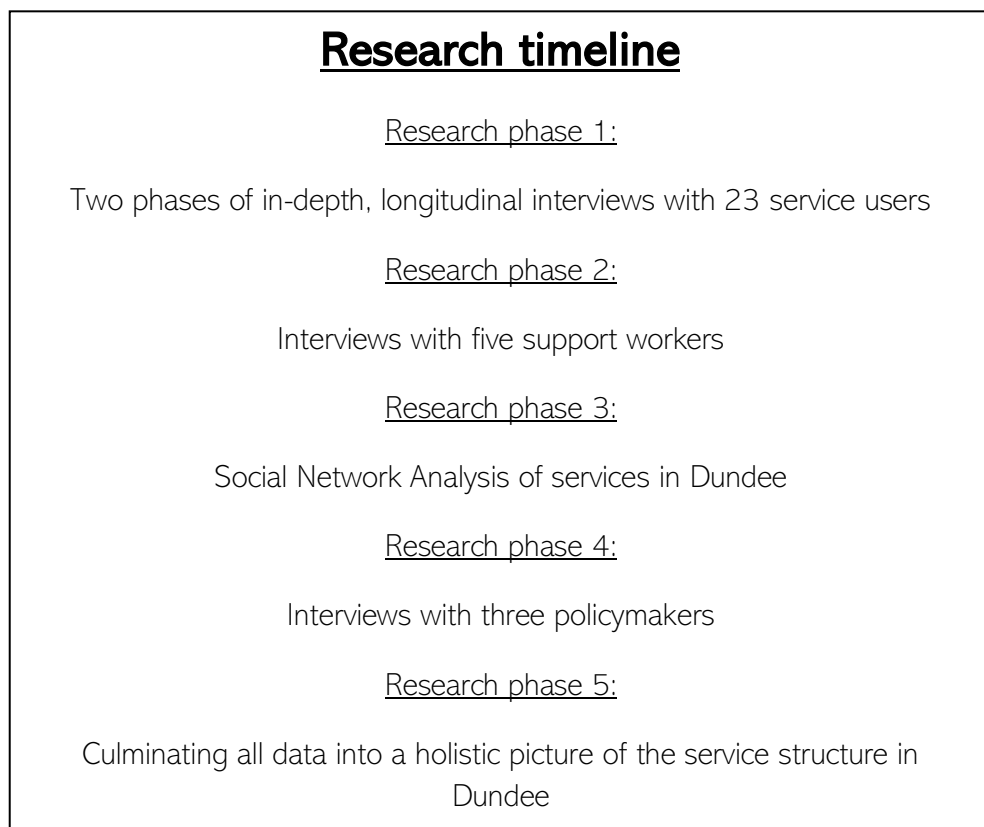 Research timeline
Research phase 1:
Two phases of in-depth, longitudinal interviews with 23 service users
Research phase 2:
Interviews with five support workers
Research phase 3:
Social Network Analysis of services in Dundee
Research phase 4:
Interviews with three policymakers
Research phase 5:
Culminating all data into a holistic picture of the service structure in
Dundee